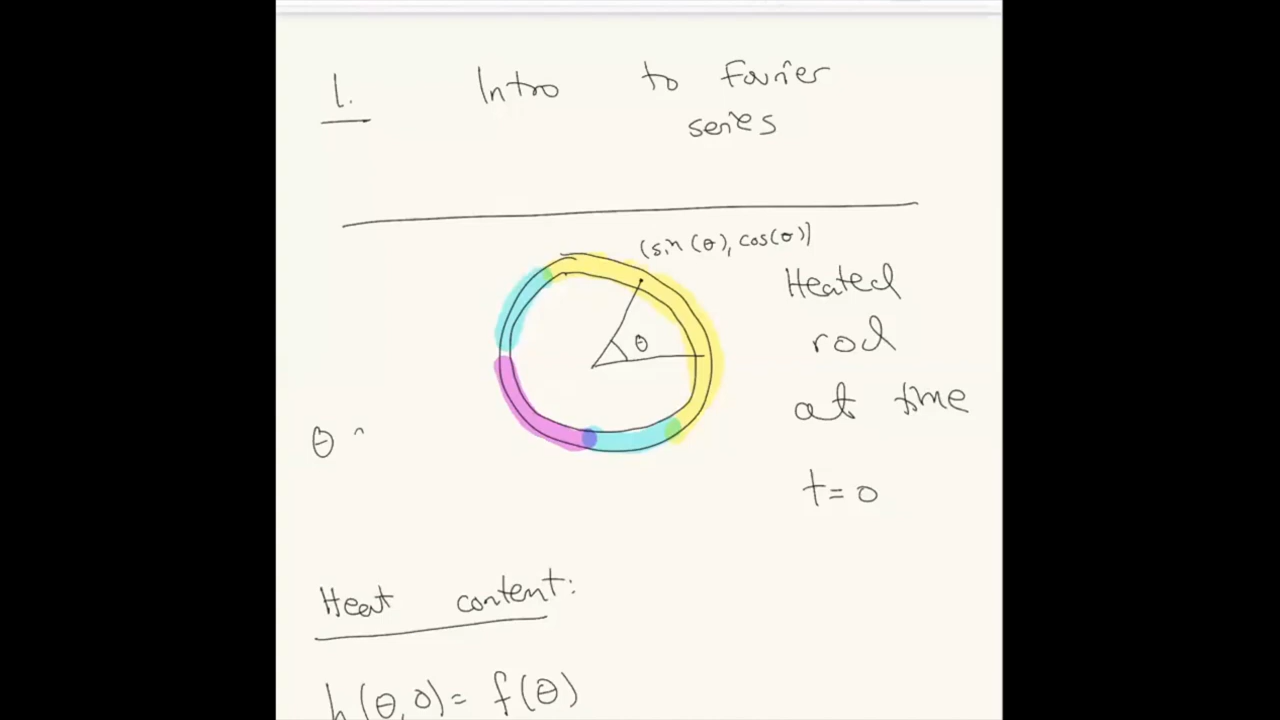 1. Intro to Fourier
series
(sin(θ), cos(θ))
Heated
rod
at time
t=0
θ
θ
Heat content:
h(θ,0)= f(θ)